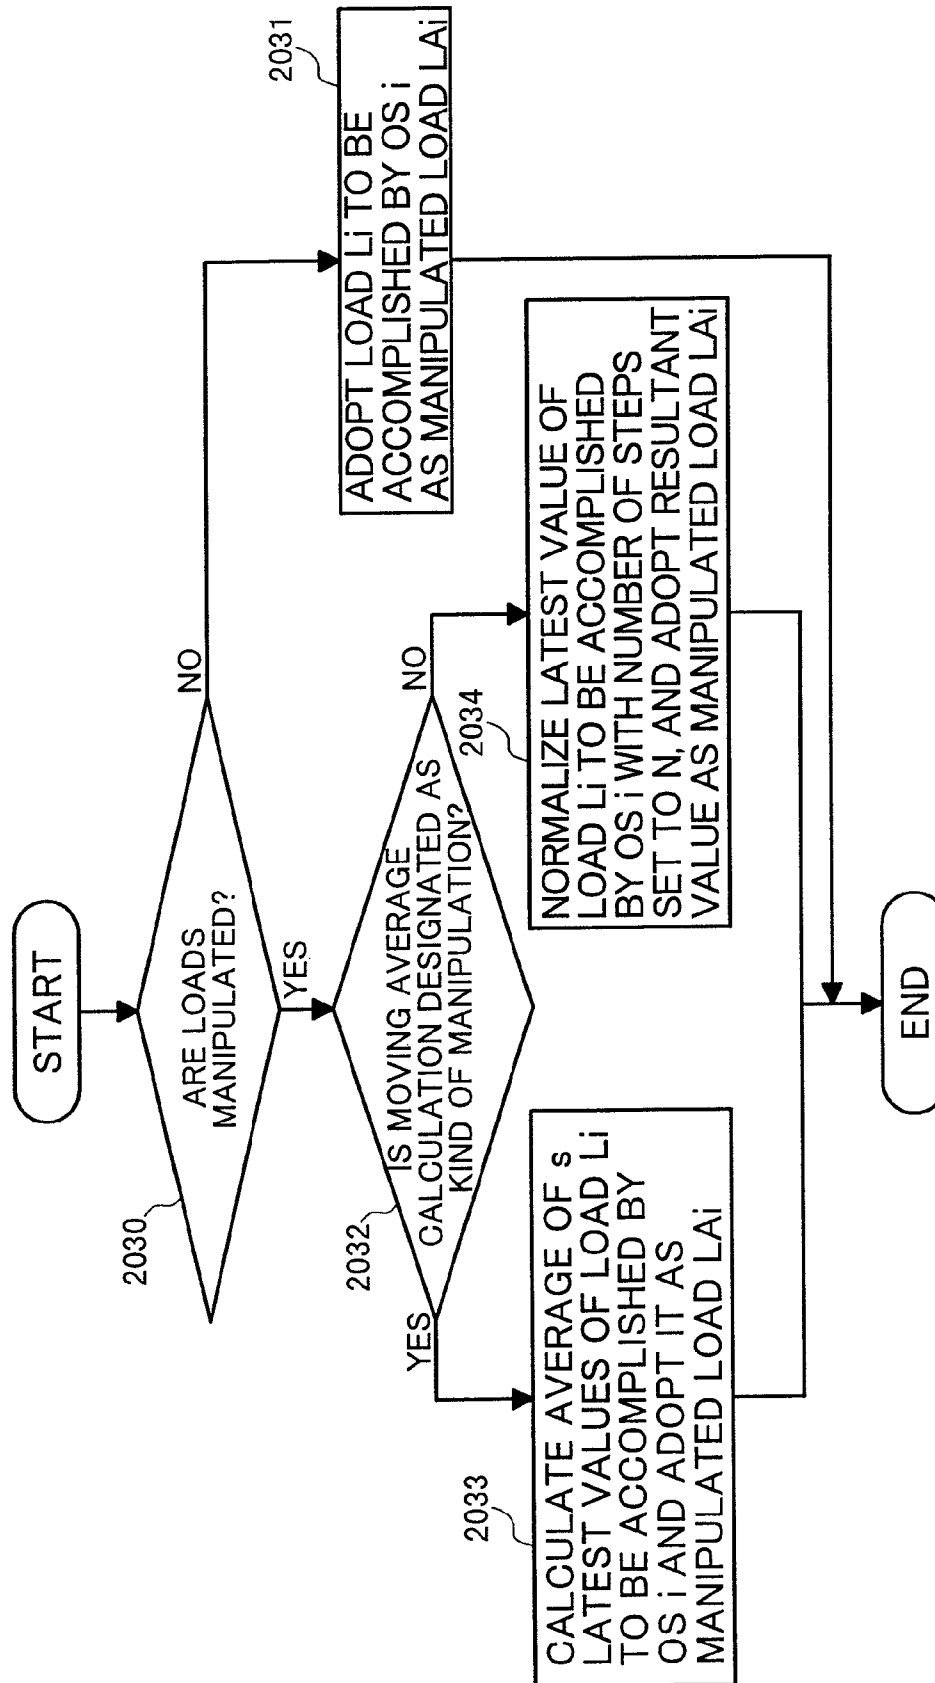 START
2030
ARE LOADS
MANIPULATED?
NO
YES
2031
ADOPT LOAD Li TO BE
ACCOMPLISHED BY OS i
AS MANIPULATED LOAD LAi
2032
IS MOVING AVERAGE
CALCULATION DESIGNATED AS
KIND OF MANIPULATION?
YES
NO
2033
CALCULATE AVERAGE OF s
LATEST VALUES OF LOAD Li
TO BE ACCOMPLISHED BY
OS i AND ADOPT IT AS
MANIPULATED LOAD LAi
2034
NORMALIZE LATEST VALUE OF
LOAD Li TO BE ACCOMPLISHED
BY OS i WITH NUMBER OF STEPS
SET TO N, AND ADOPT RESULTANT
VALUE AS MANIPULATED LOAD LAi
END